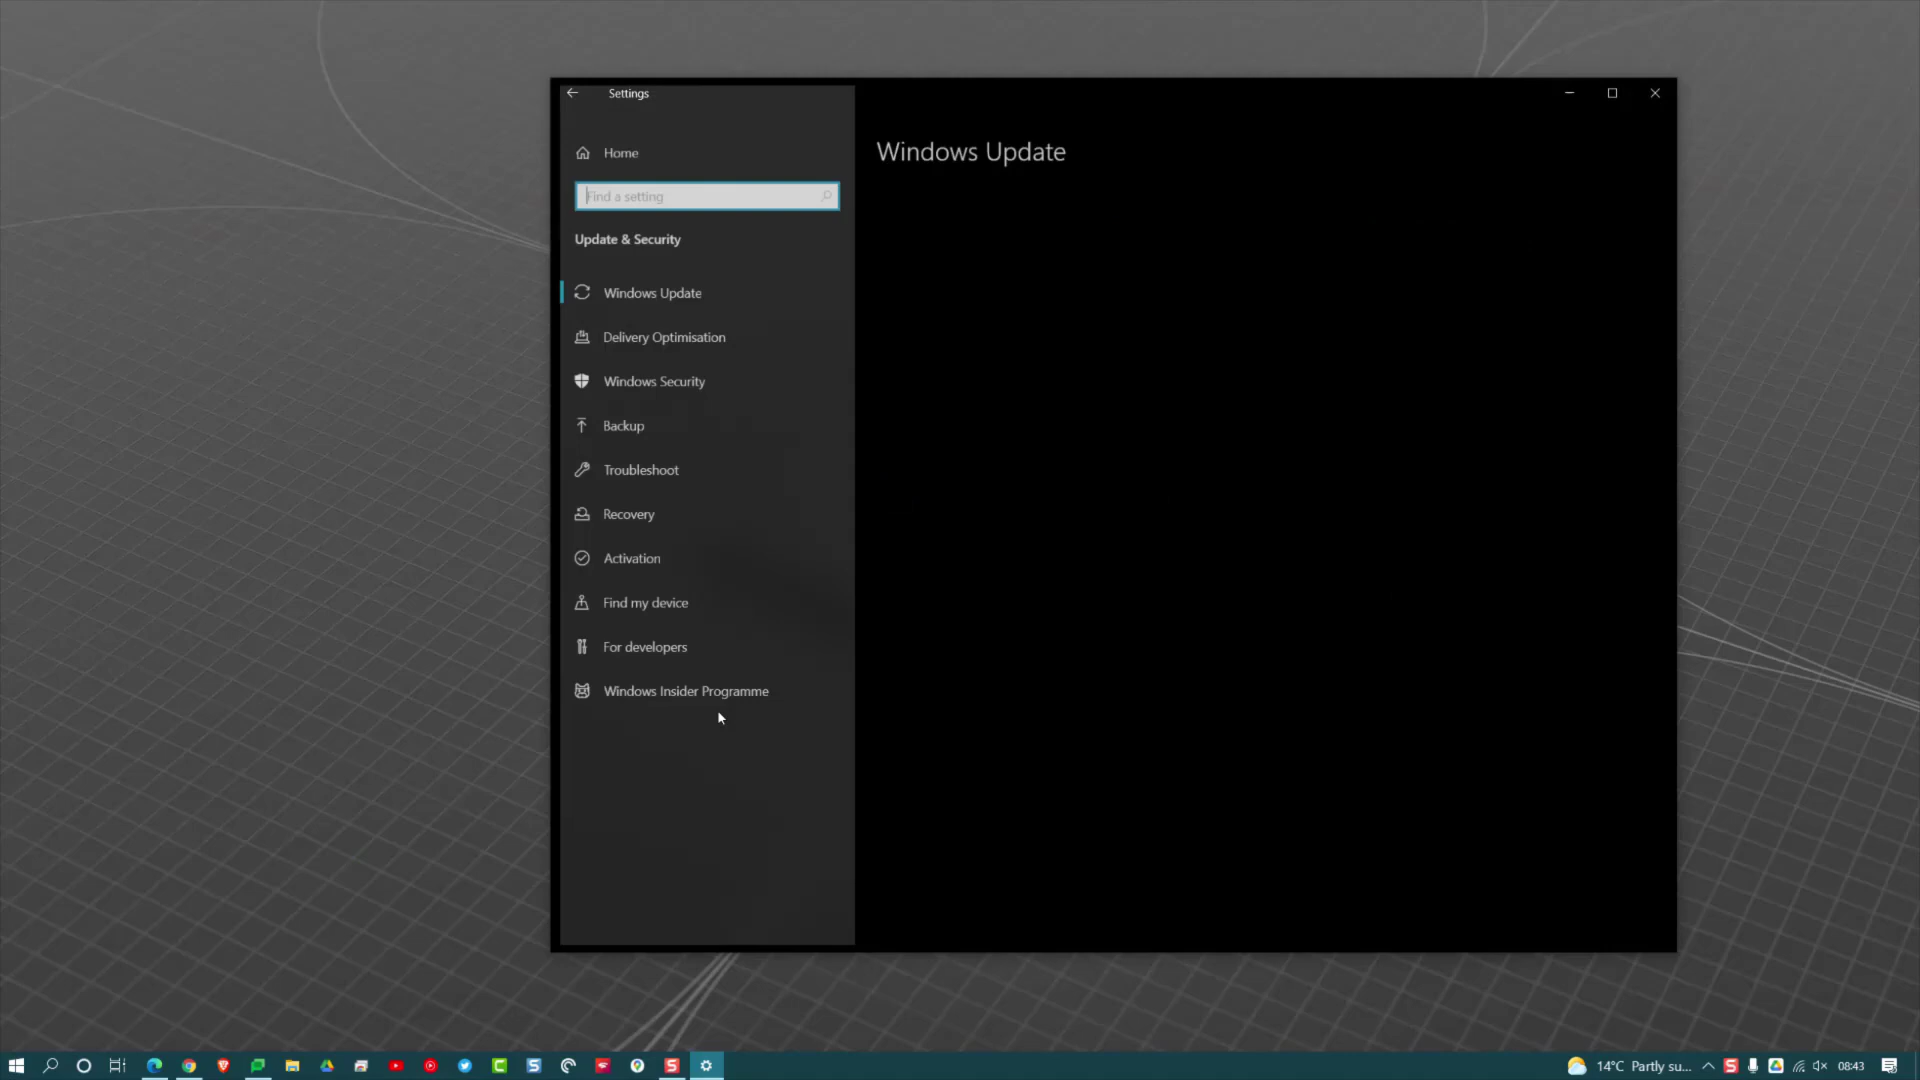 Settings
Home
Find a setting
Update & Security
Windows Update
Delivery Optimisation
Windows Security
Backup
Troubleshoot
Recovery
Activation
Find my device
For developers
Windows Insider Programme
Windows Update
14°C Partly su...
08:43